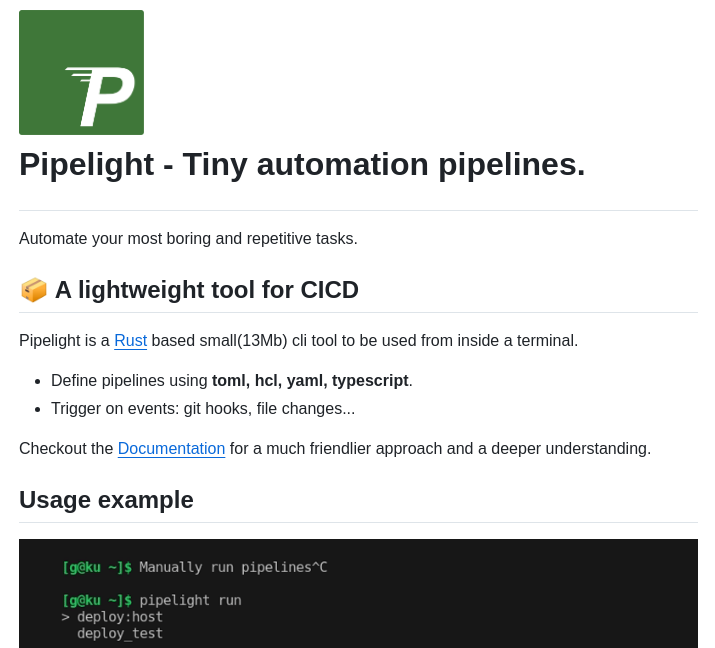 P
Pipelight - Tiny automation pipelines.
Automate your most boring and repetitive tasks.
📦 A lightweight tool for CICD
Pipelight is a Rust based small(13Mb) cli tool to be used from inside a terminal.
• Define pipelines using toml, hcl, yaml, typescript.
• Trigger on events: git hooks, file changes...
Checkout the Documentation for a much friendlier approach and a deeper understanding.
Usage example
[g@ku ~]$ Manually run pipelines^C
[g@ku ~]$ pipelight run
> deploy:host
deploy_test